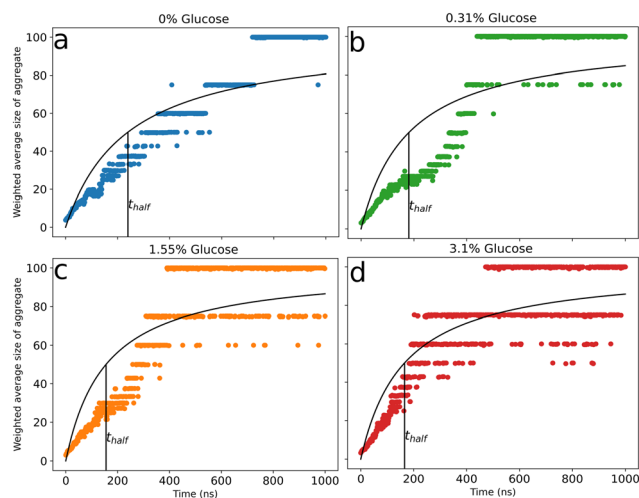 0% Glucose
0.31% Glucose
a
b
Weighted average size of aggregate
100
80
60
40
20
0
t_half
t_half
1.55% Glucose
3.1% Glucose
c
d
Weighted average size of aggregate
100
80
60
40
20
0
t_half
t_half
0 200 400 600 800 1000
0 200 400 600 800 1000
Time (ns)
Time (ns)